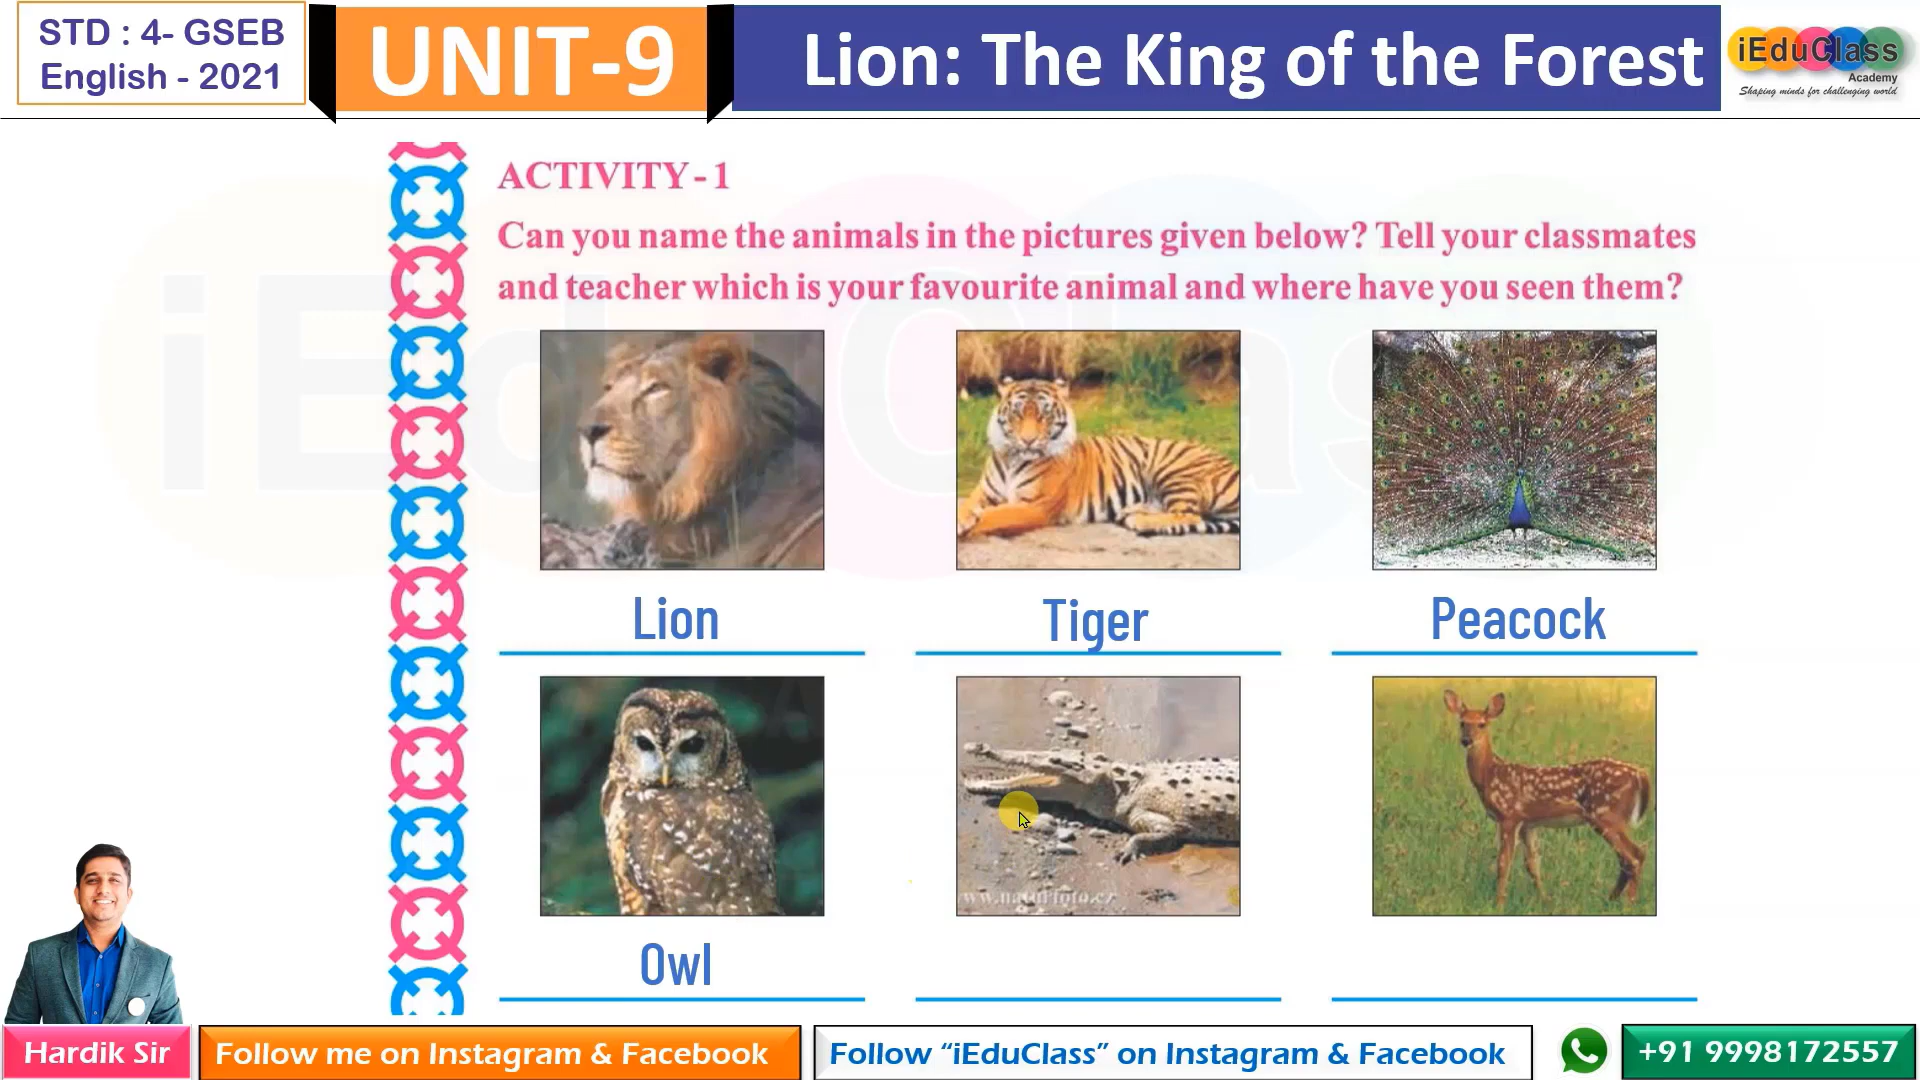 STD : 4- GSEB
English - 2021
UNIT-9
Lion: The King of the Forest
iEduClass
Academy
Shaping minds for challenging world
ACTIVITY - 1
Can you name the animals in the pictures given below? Tell your classmates
and teacher which is your favourite animal and where have you seen them?
Lion
Tiger
Peacock
www.naturfoto.cz
Owl
Hardik Sir
Follow me on Instagram & Facebook
Follow “iEduClass” on Instagram & Facebook
+91 9998172557